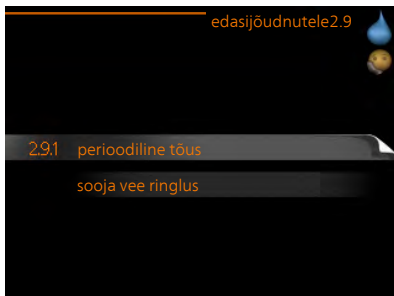 edasijõudnutele2.9
2.9.1 perioodiline tõus
sooja vee ringlus